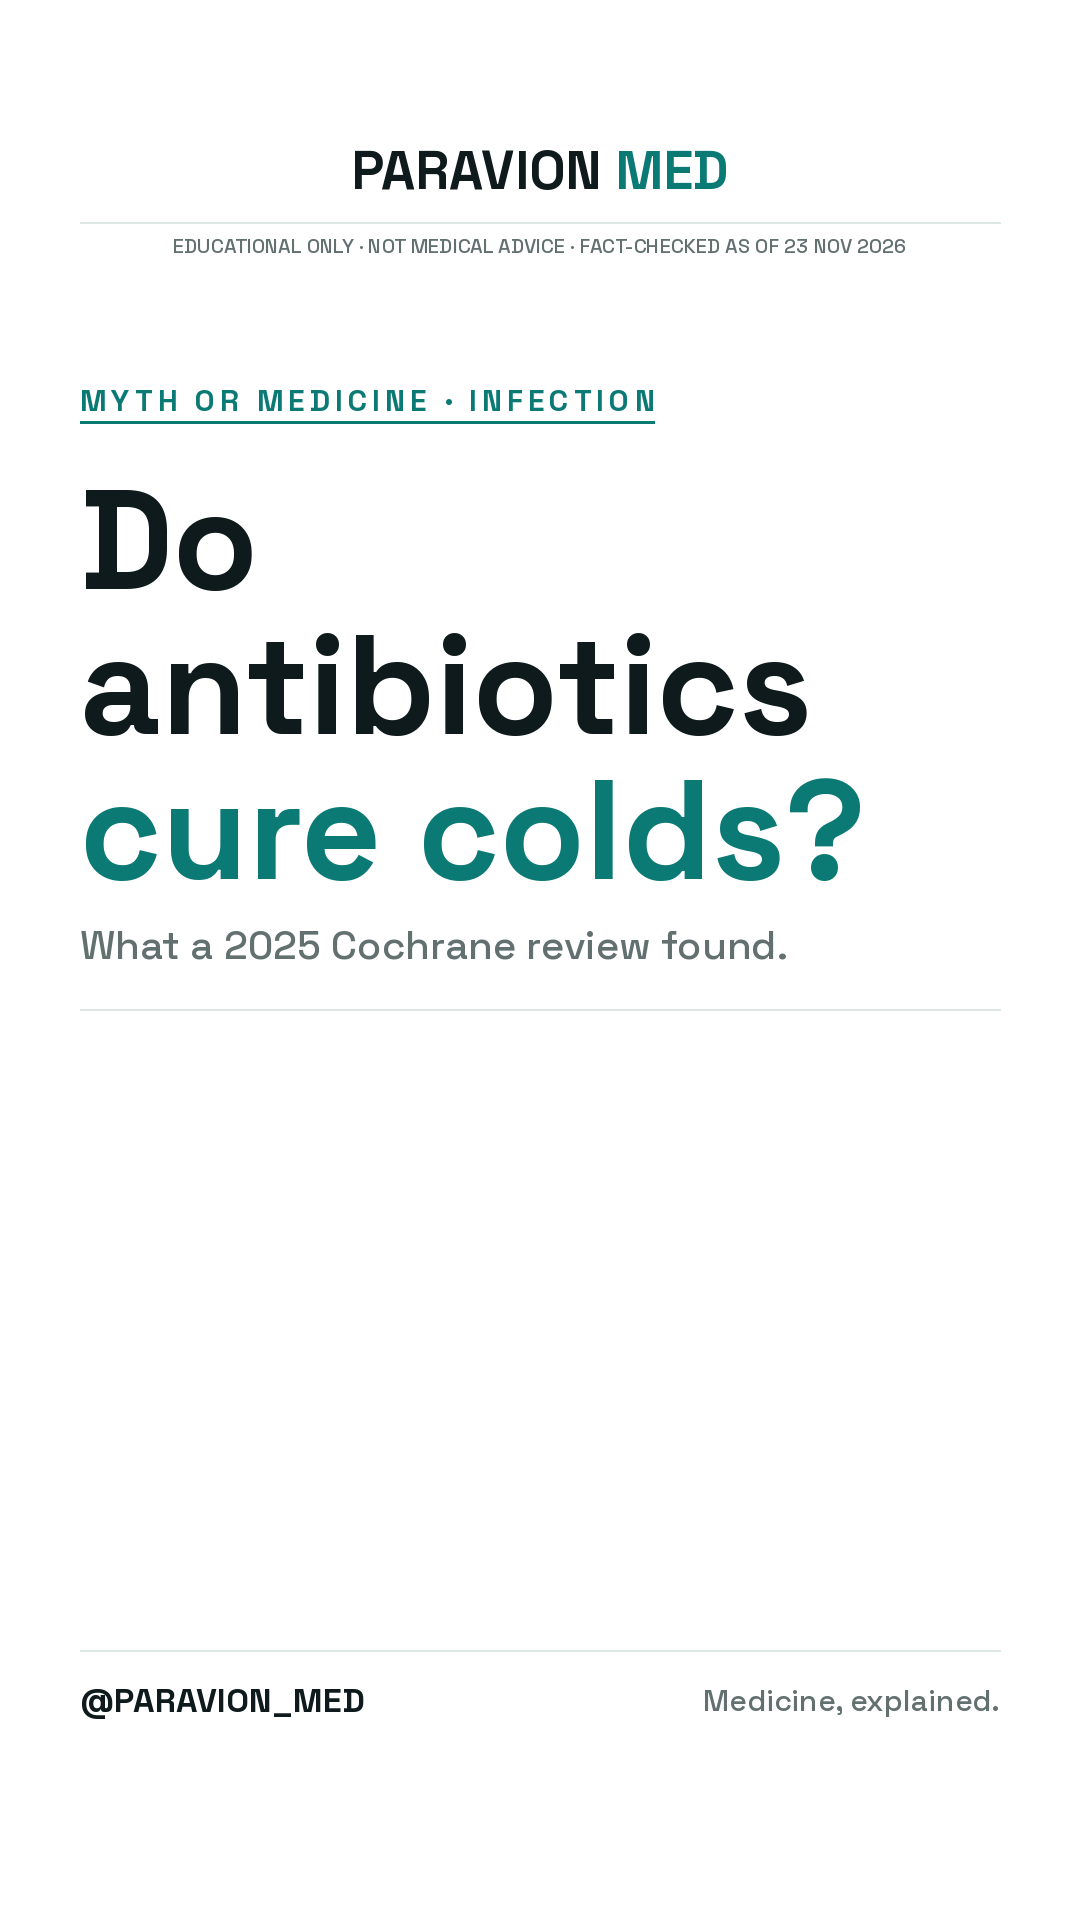 PARAVION MED
EDUCATIONAL ONLY · NOT MEDICAL ADVICE · FACT-CHECKED AS OF 23 NOV 2026
MYTH OR MEDICINE · INFECTION
Do
antibiotics
cure colds?
What a 2025 Cochrane review found.
@PARAVION_MED
Medicine, explained.